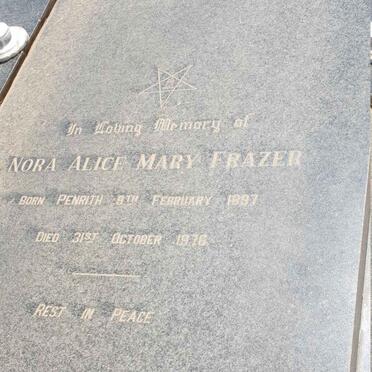 In Loving Memory of
NORA ALICE MARY FRAZER
BORN PENRITH 8TH FEBRUARY 1897
DIED 31ST OCTOBER 1976
REST IN PEACE